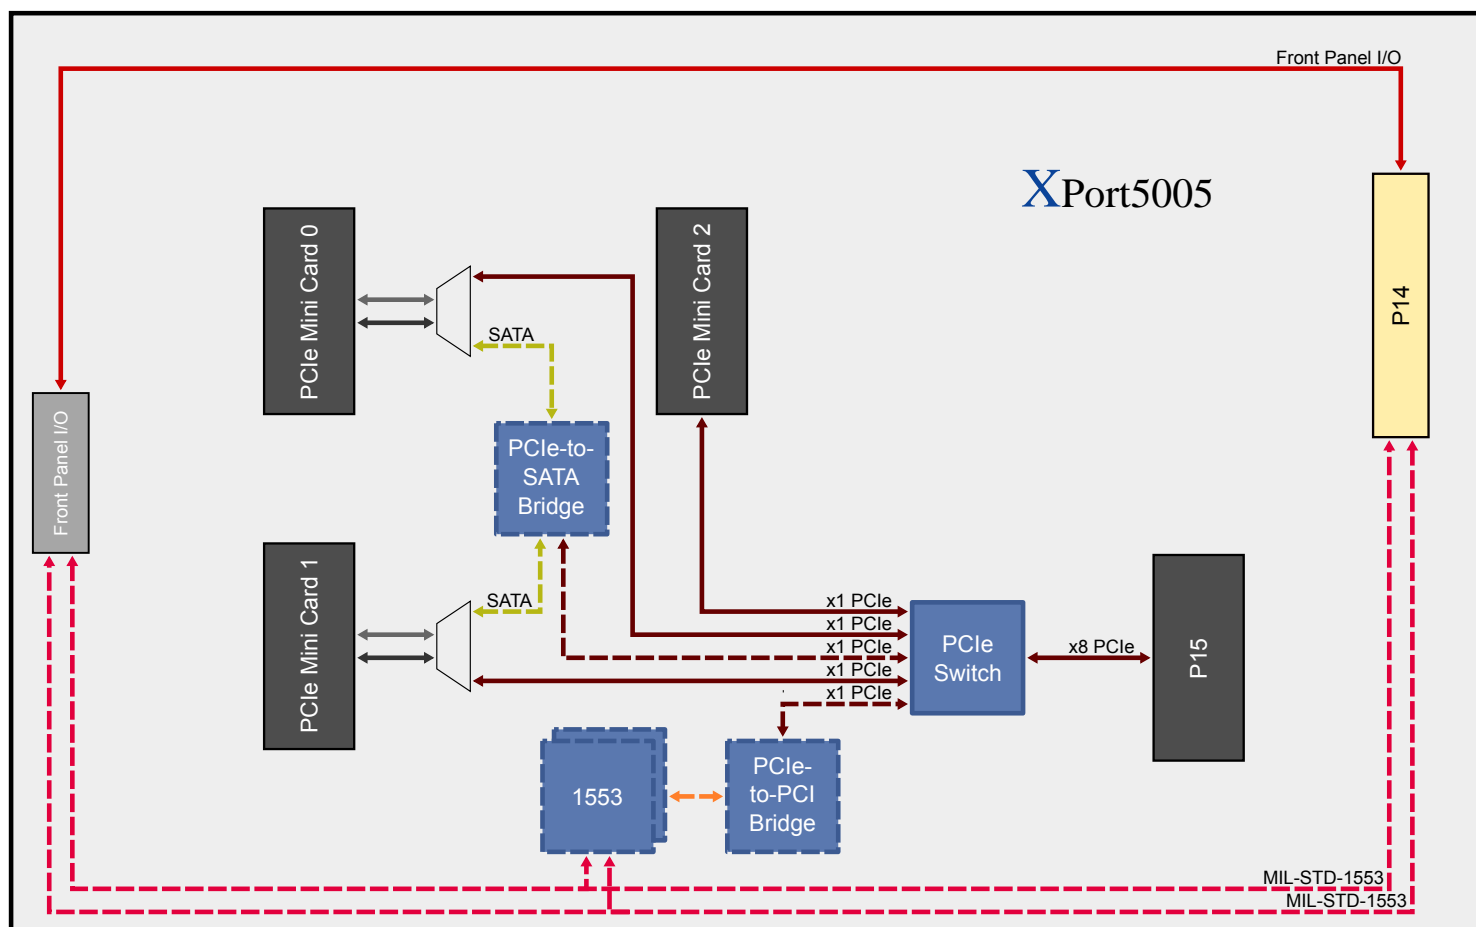 Front Panel I/O
XPort5005
PCIe Mini Card 0
PCIe Mini Card 2
P14
SATA
Front Panel I/O
PCIe-to-
SATA
Bridge
PCIe Mini Card 1
SATA
x1 PCIe
x1 PCIe
x1 PCIe
x1 PCIe
x1 PCIe
PCIe
Switch
x8 PCIe
P15
1553
PCIe-
to-PCI
Bridge
MIL-STD-1553
MIL-STD-1553